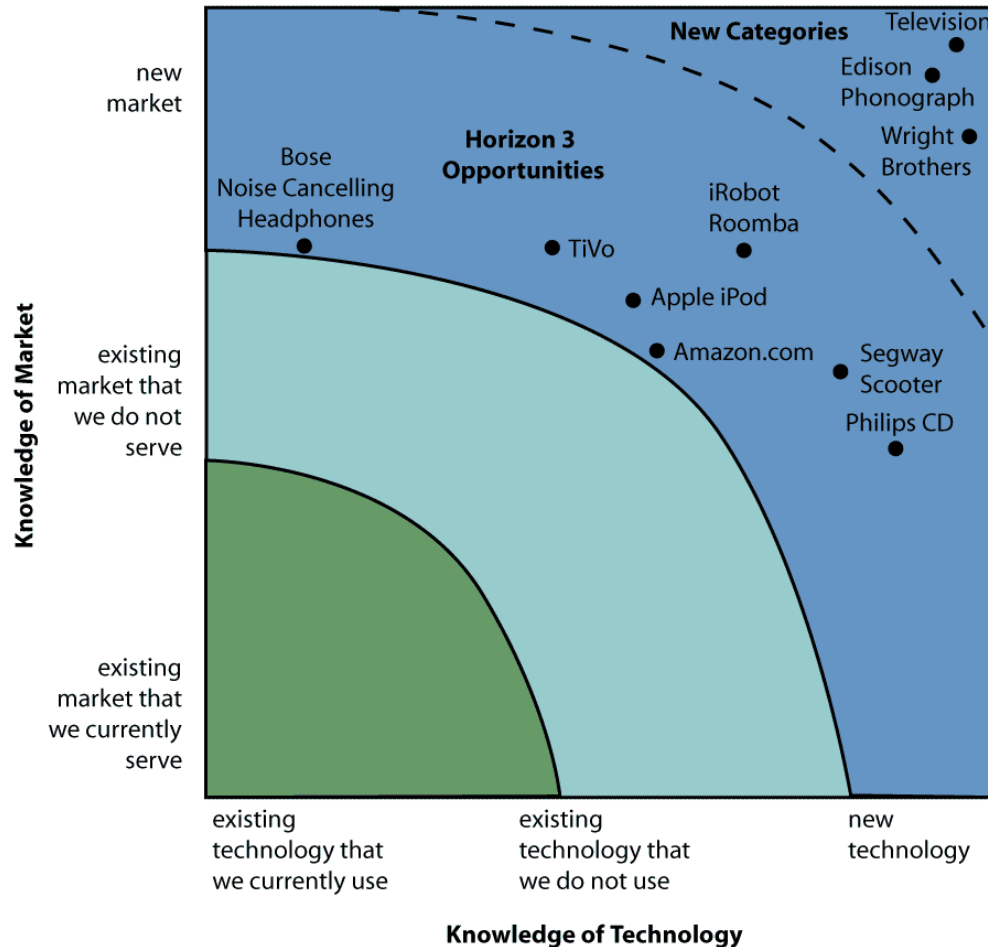 New Categories
Television
Edison
Phonograph
Wright
Brothers
new
market
Horizon 3
Opportunities
Bose
Noise Cancelling
Headphones
iRobot
Roomba
TiVo
Apple iPod
Amazon.com
Segway
Scooter
Philips CD
Knowledge of Market
existing
market that
we do not
serve
existing
market that
we currently
serve
existing
technology that
we currently use
existing
technology that
we do not use
new
technology
Knowledge of Technology